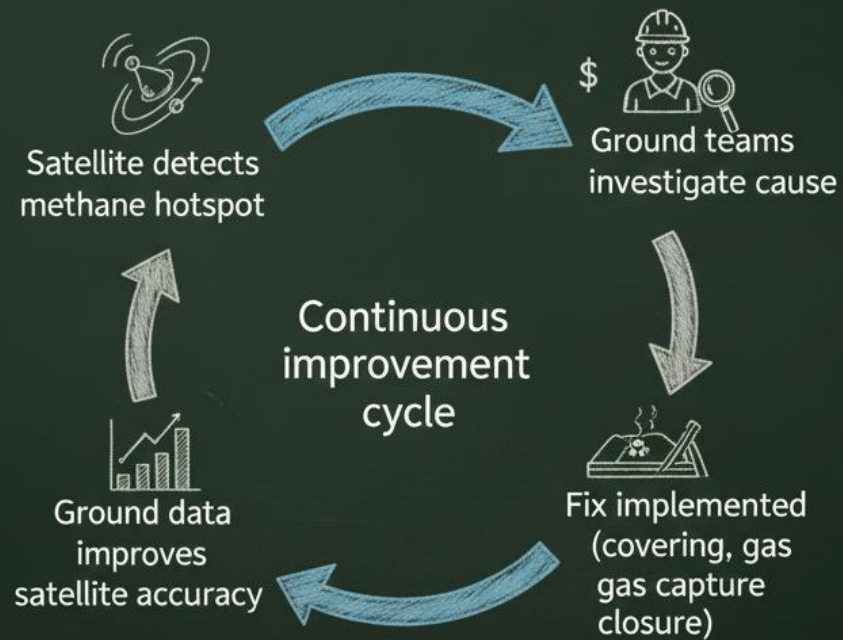 Satellite detects
methane hotspot
$
Ground teams
investigate cause
Continuous
improvement
cycle
Fix implemented
(covering, gas
gas capture
closure)
Ground data
improves
satellite accuracy